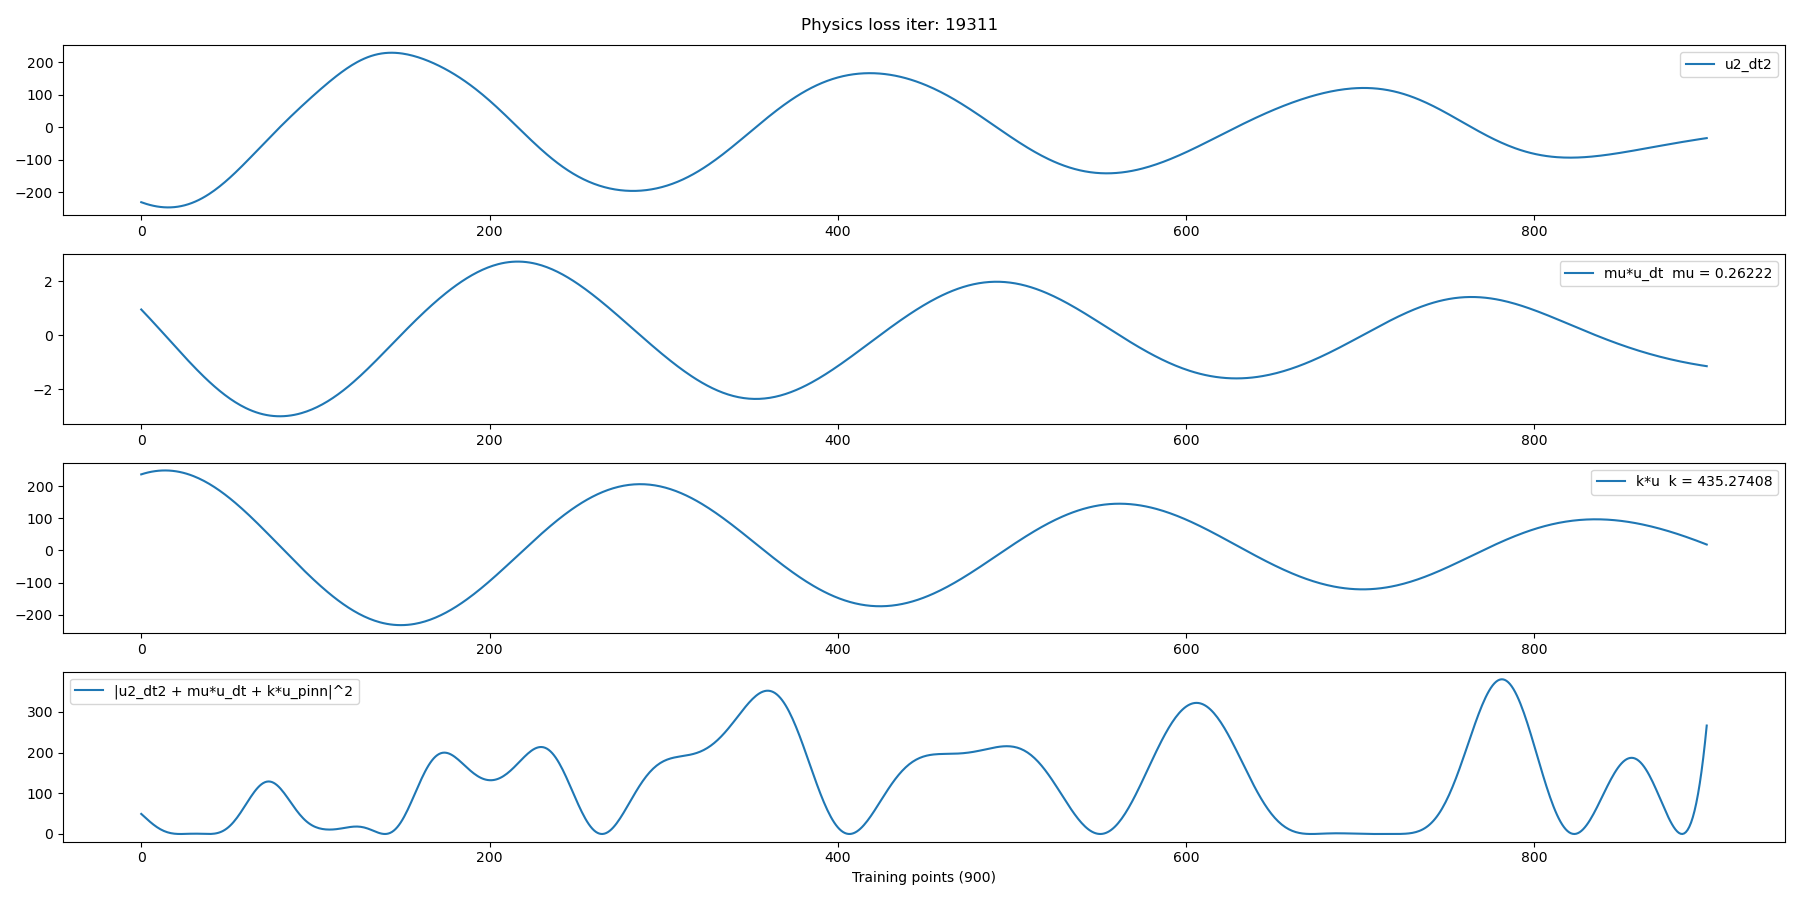 Physics loss iter: 19311
u2_dt2
200
100
0
−100
−200
0 200 400 600 800
mu*u_dt  mu = 0.26222
2
0
−2
0 200 400 600 800
k*u  k = 435.27408
200
100
0
−100
−200
0 200 400 600 800
|u2_dt2 + mu*u_dt + k*u_pinn|^2
300
200
100
0
0 200 400 600 800
Training points (900)